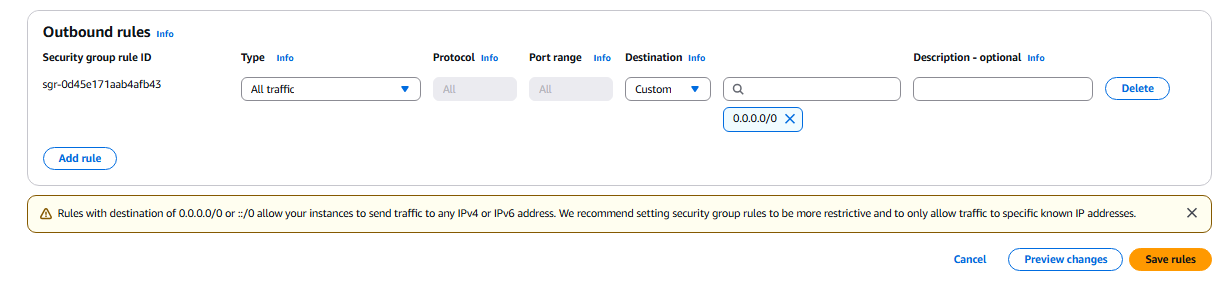 Outbound rules Info
Security group rule ID Type Info Protocol Info Port range Info Destination Info Description - optional Info
sgr-0d45e171aab4afb43 All traffic All All Custom Delete
0.0.0.0/0
Add rule
Rules with destination of 0.0.0.0/0 or ::/0 allow your instances to send traffic to any IPv4 or IPv6 address. We recommend setting security group rules to be more restrictive and to only allow traffic to specific known IP addresses.
Cancel Preview changes Save rules